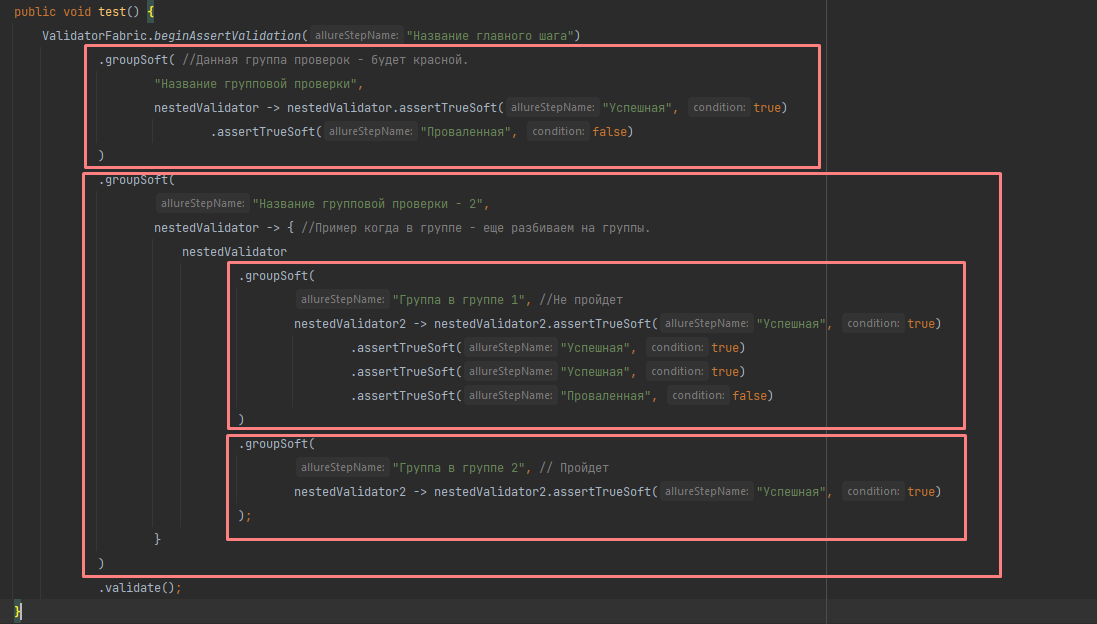 public void test() {
ValidatorFabric.beginAssertValidation( allureStepName: "Название главного шага")
.groupSoft( //Данная группа проверок - будет красной.
"Название групповой проверки",
nestedValidator -> nestedValidator.assertTrueSoft( allureStepName: "Успешная", condition: true)
.assertTrueSoft( allureStepName: "Проваленная", condition: false)
)
.groupSoft(
allureStepName: "Название групповой проверки - 2",
nestedValidator -> { //Пример когда в группе - еще разбиваем на группы.
nestedValidator
.groupSoft(
allureStepName: "Группа в группе 1", //Не пройдет
nestedValidator2 -> nestedValidator2.assertTrueSoft( allureStepName: "Успешная", condition: true)
.assertTrueSoft( allureStepName: "Успешная", condition: true)
.assertTrueSoft( allureStepName: "Успешная", condition: true)
.assertTrueSoft( allureStepName: "Проваленная", condition: false)
)
.groupSoft(
allureStepName: "Группа в группе 2", // Пройдет
nestedValidator2 -> nestedValidator2.assertTrueSoft( allureStepName: "Успешная", condition: true)
);
}
)
.validate();
}